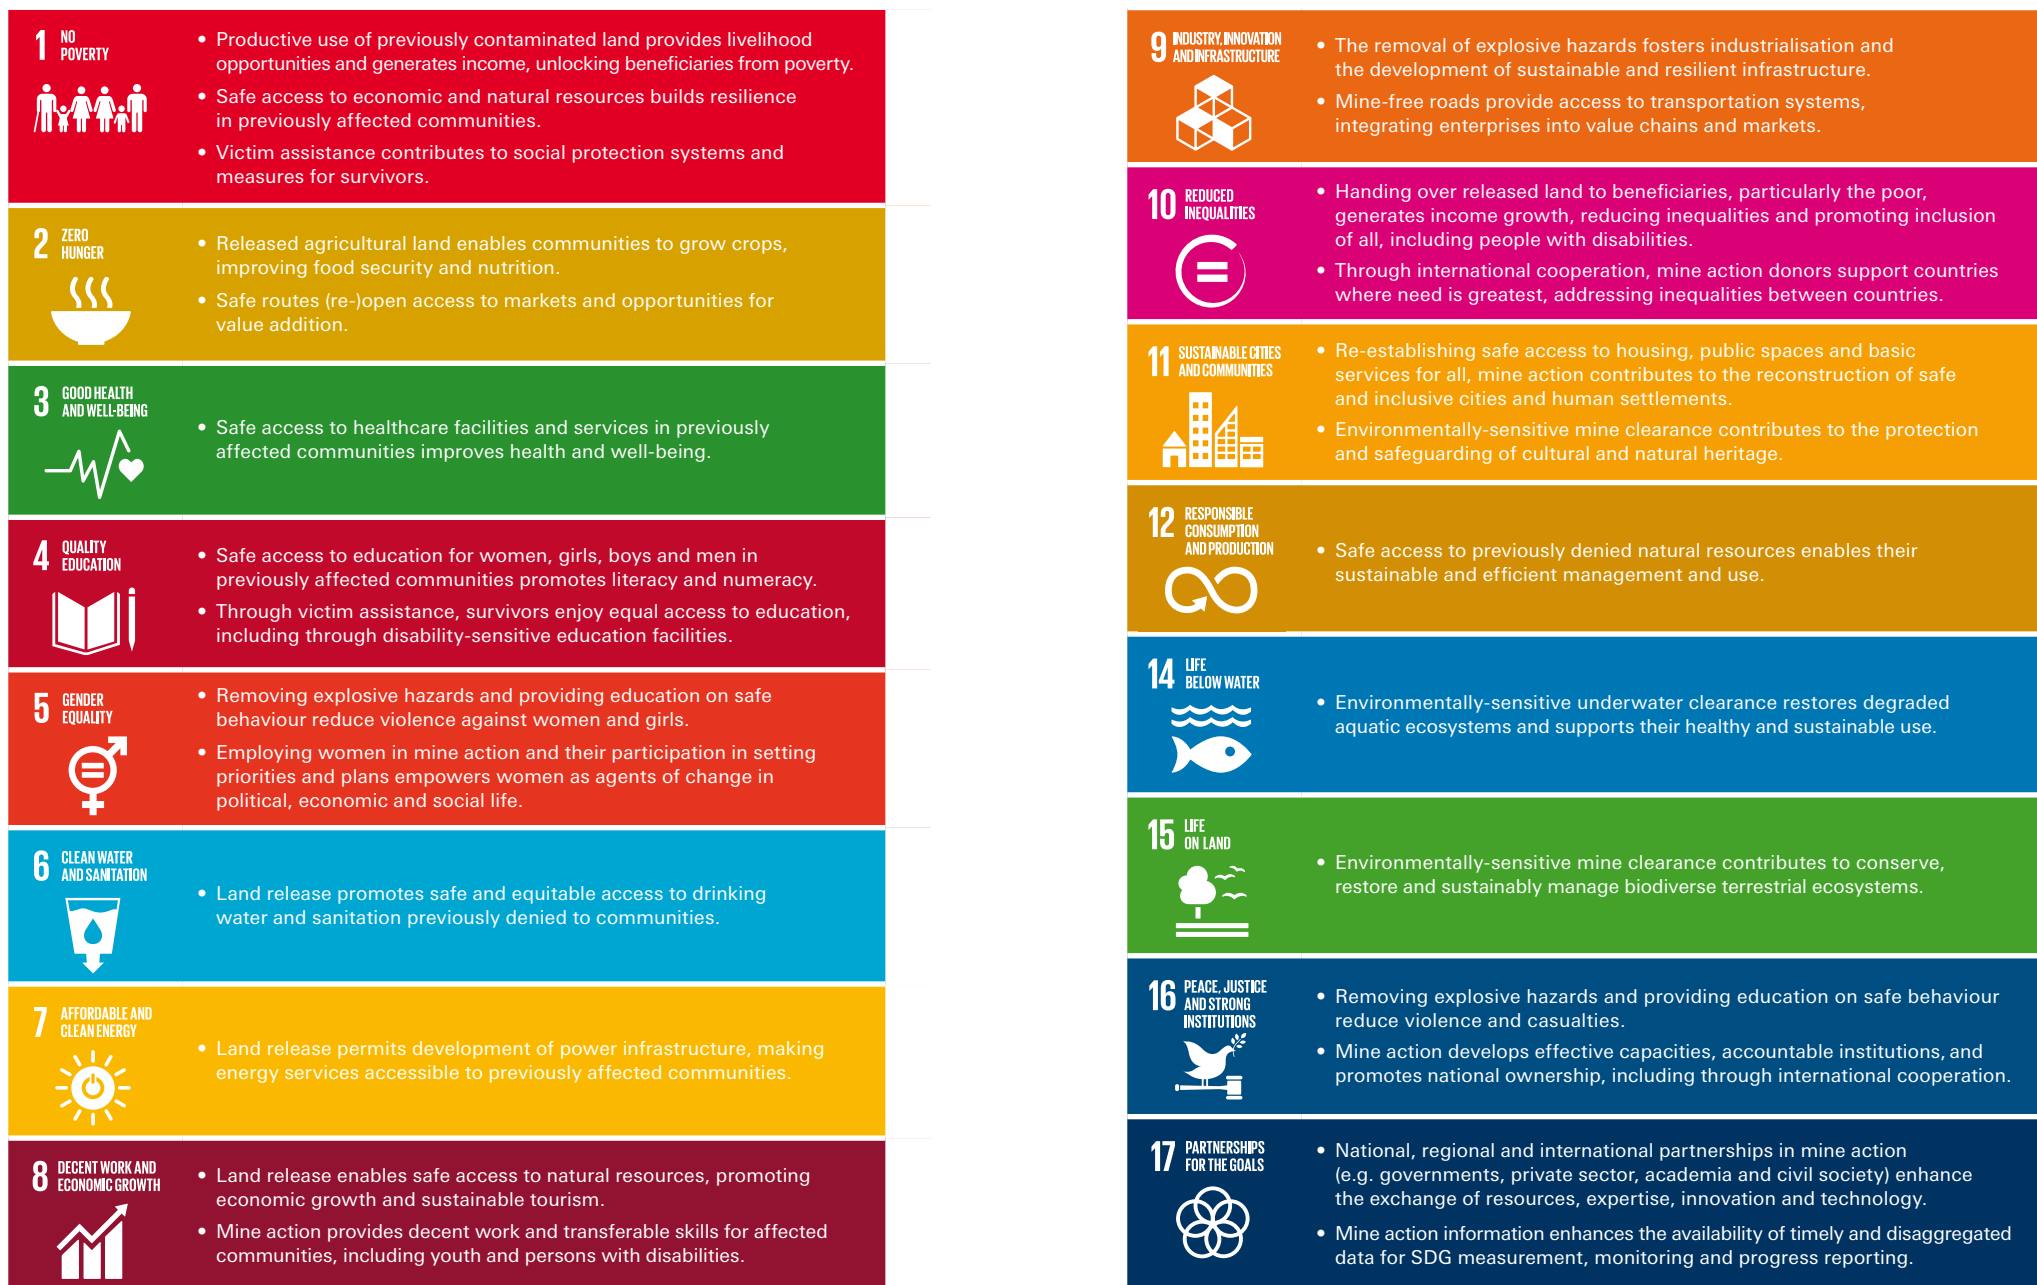 1 NO
POVERTY
• Productive use of previously contaminated land provides livelihood
opportunities and generates income, unlocking beneficiaries from poverty.
• Safe access to economic and natural resources builds resilience
in previously affected communities.
• Victim assistance contributes to social protection systems and
measures for survivors.
2 ZERO
HUNGER
• Released agricultural land enables communities to grow crops,
improving food security and nutrition.
• Safe routes (re-)open access to markets and opportunities for
value addition.
3 GOOD HEALTH
AND WELL-BEING
• Safe access to healthcare facilities and services in previously
affected communities improves health and well-being.
4 QUALITY
EDUCATION
• Safe access to education for women, girls, boys and men in
previously affected communities promotes literacy and numeracy.
• Through victim assistance, survivors enjoy equal access to education,
including through disability-sensitive education facilities.
5 GENDER
EQUALITY
• Removing explosive hazards and providing education on safe
behaviour reduce violence against women and girls.
• Employing women in mine action and their participation in setting
priorities and plans empowers women as agents of change in
political, economic and social life.
6 CLEAN WATER
AND SANITATION
• Land release promotes safe and equitable access to drinking
water and sanitation previously denied to communities.
7 AFFORDABLE AND
CLEAN ENERGY
• Land release permits development of power infrastructure, making
energy services accessible to previously affected communities.
8 DECENT WORK AND
ECONOMIC GROWTH
• Land release enables safe access to natural resources, promoting
economic growth and sustainable tourism.
• Mine action provides decent work and transferable skills for affected
communities, including youth and persons with disabilities.
9 INDUSTRY, INNOVATION
AND INFRASTRUCTURE
• The removal of explosive hazards fosters industrialisation and
the development of sustainable and resilient infrastructure.
• Mine-free roads provide access to transportation systems,
integrating enterprises into value chains and markets.
10 REDUCED
INEQUALITIES
• Handing over released land to beneficiaries, particularly the poor,
generates income growth, reducing inequalities and promoting inclusion
of all, including people with disabilities.
• Through international cooperation, mine action donors support countries
where need is greatest, addressing inequalities between countries.
11 SUSTAINABLE CITIES
AND COMMUNITIES
• Re-establishing safe access to housing, public spaces and basic
services for all, mine action contributes to the reconstruction of safe
and inclusive cities and human settlements.
• Environmentally-sensitive mine clearance contributes to the protection
and safeguarding of cultural and natural heritage.
12 RESPONSIBLE
CONSUMPTION
AND PRODUCTION
• Safe access to previously denied natural resources enables their
sustainable and efficient management and use.
14 LIFE
BELOW WATER
• Environmentally-sensitive underwater clearance restores degraded
aquatic ecosystems and supports their healthy and sustainable use.
15 LIFE
ON LAND
• Environmentally-sensitive mine clearance contributes to conserve,
restore and sustainably manage biodiverse terrestrial ecosystems.
16 PEACE, JUSTICE
AND STRONG
INSTITUTIONS
• Removing explosive hazards and providing education on safe behaviour
reduce violence and casualties.
• Mine action develops effective capacities, accountable institutions, and
promotes national ownership, including through international cooperation.
17 PARTNERSHIPS
FOR THE GOALS
• National, regional and international partnerships in mine action
(e.g. governments, private sector, academia and civil society) enhance
the exchange of resources, expertise, innovation and technology.
• Mine action information enhances the availability of timely and disaggregated
data for SDG measurement, monitoring and progress reporting.